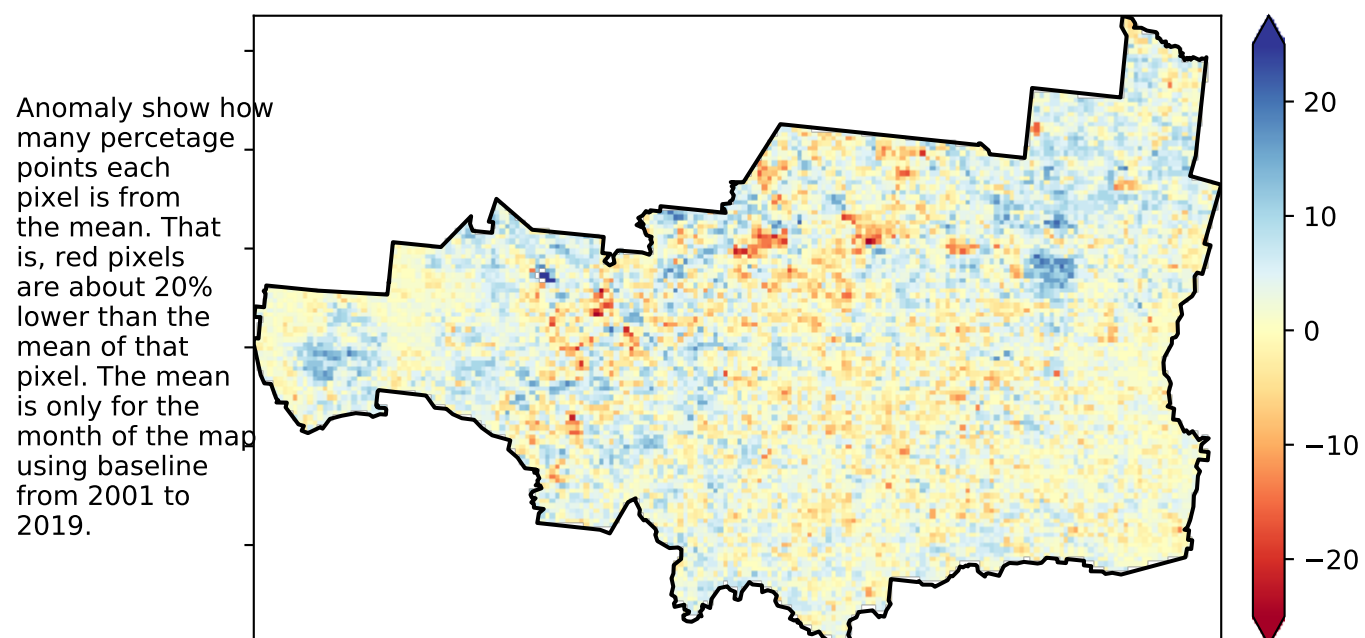 Anomaly show how
many percetage
points each
pixel is from
the mean. That
is, red pixels
are about 20%
lower than the
mean of that
pixel. The mean
is only for the
month of the map
using baseline
from 2001 to
2019.
20
10
0
−10
−20